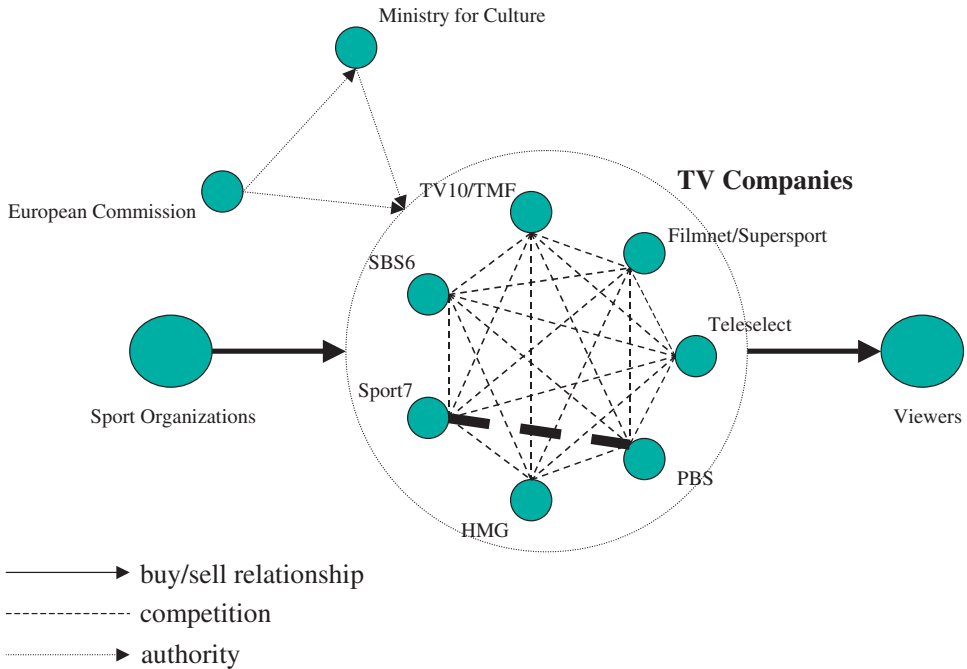 Ministry for Culture
European Commission
TV Companies
TV10/TMF
Filmnet/Supersport
SBS6
Teleselect
Sport7
Sport Organizations
Viewers
PBS
HMG
buy/sell relationship
competition
authority